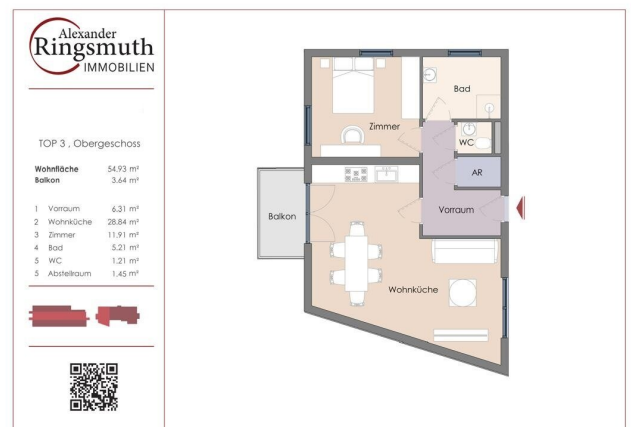 Alexander
Ringsmuth
IMMOBILIEN
TOP 3 , Obergeschoss
Wohnfläche 54.93 m²
Balkon 3.64 m²
1 Vorraum 6.31 m²
2 Wohnküche 28.84 m²
3 Zimmer 11.91 m²
4 Bad 5.21 m²
5 WC 1.21 m²
5 Abstellraum 1.45 m²
Bad
Zimmer
WC
AR
Balkon
Vorraum
Wohnküche